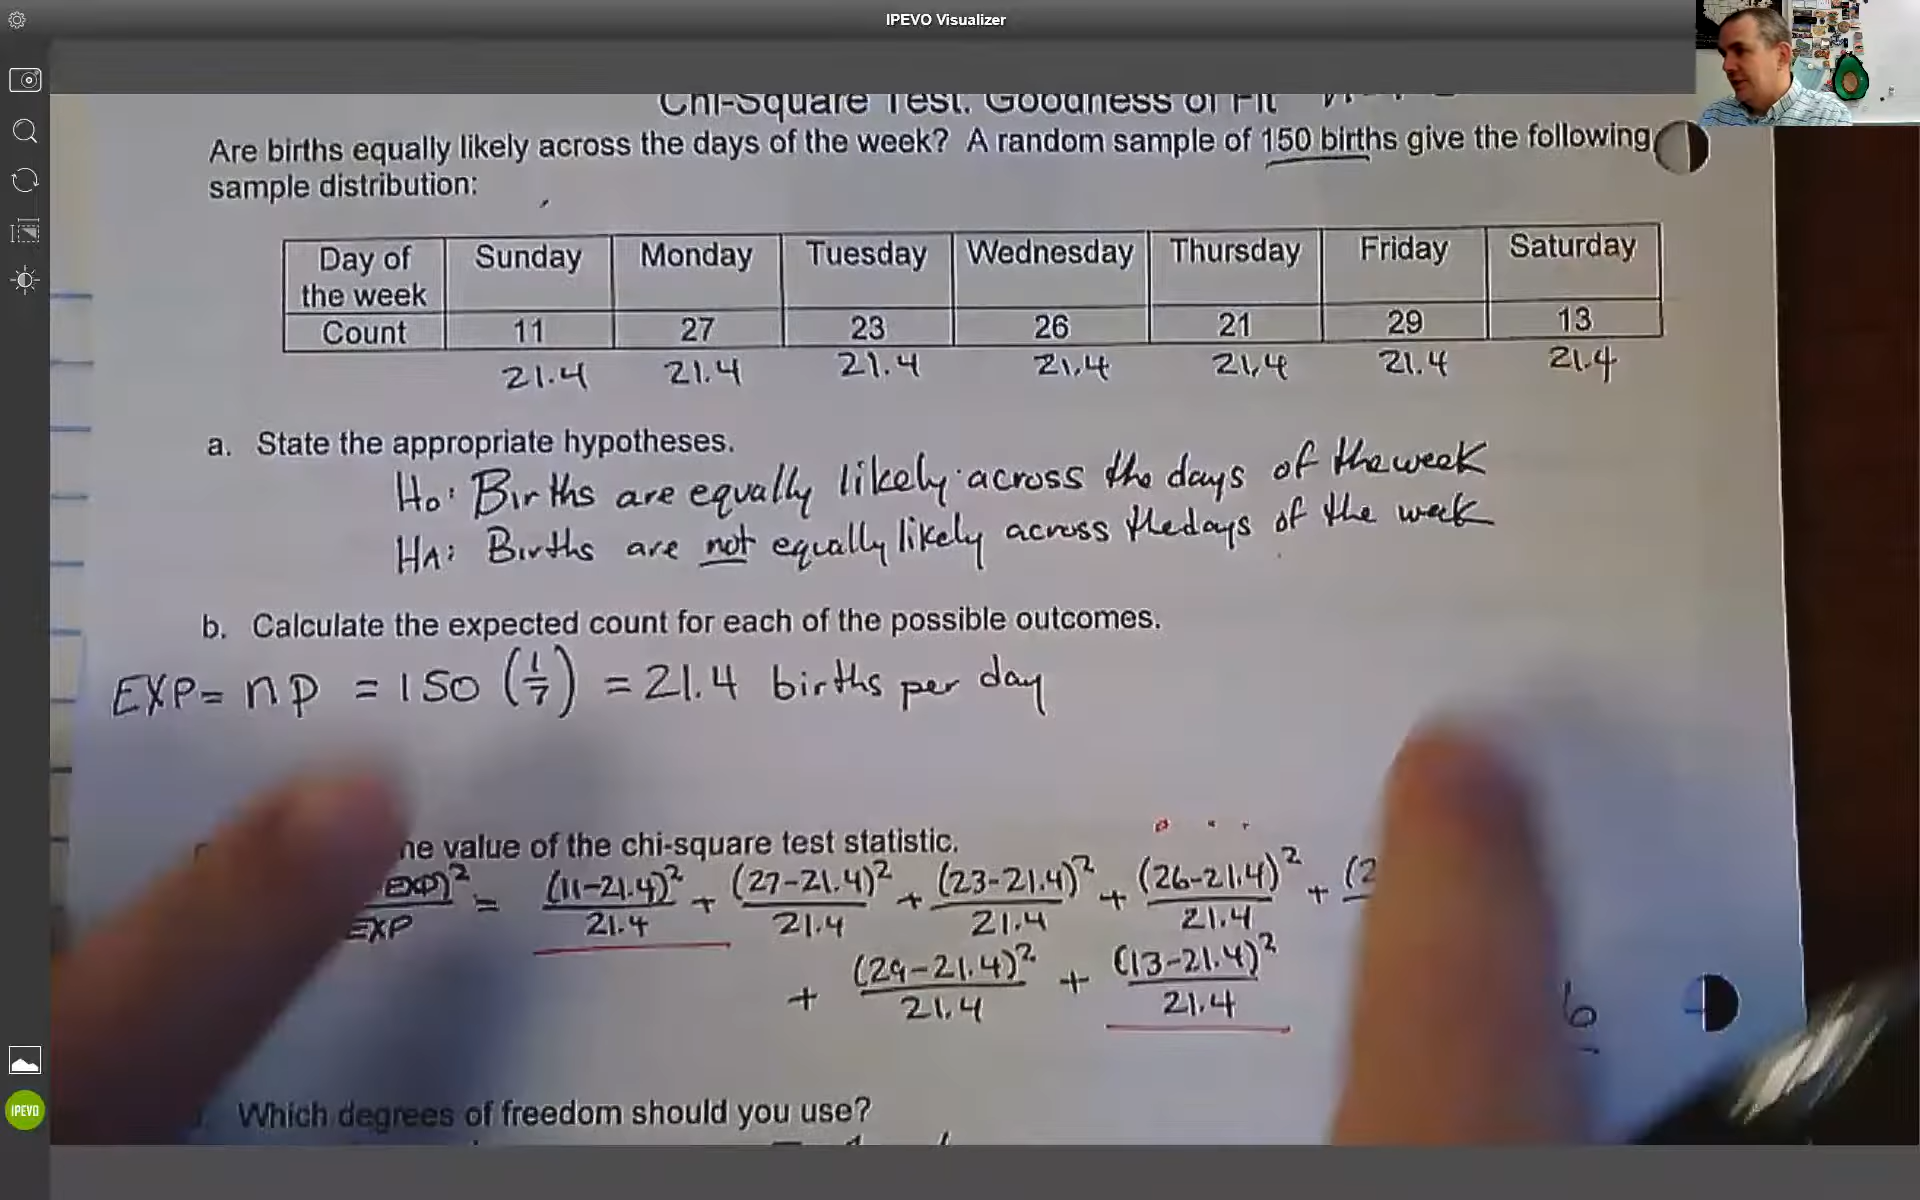 IPEVO Visualizer
Chi-Square Test: Goodness of Fit
Are births equally likely across the days of the week? A random sample of 150 births give the following
sample distribution:
Day of the week Sunday Monday Tuesday Wednesday Thursday Friday Saturday
Count 11 27 23 26 21 29 13
21.4 21.4 21.4 21.4 21.4 21.4 21.4
a. State the appropriate hypotheses.
Ho: Births are equally likely across the days of the week
HA: Births are not equally likely across the days of the week
b. Calculate the expected count for each of the possible outcomes.
EXP = np = 150 (1/7) = 21.4 births per day
value of the chi-square test statistic.
EXP)²/EXP = (11-21.4)²/21.4 + (27-21.4)²/21.4 + (23-21.4)²/21.4 + (26-21.4)²/21.4 + (2
+ (29-21.4)²/21.4 + (13-21.4)²/21.4
6
Which degrees of freedom should you use?
IPEVO